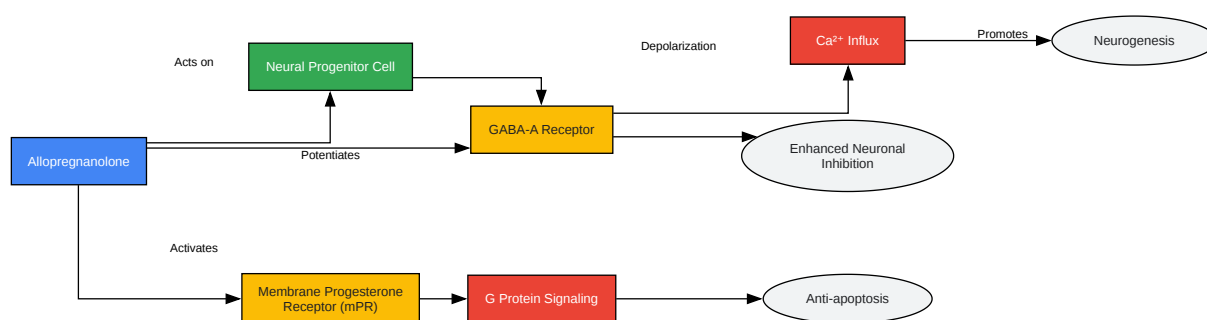 Ca²⁺ Influx
Promotes
Neurogenesis
Depolarization
Acts on
Neural Progenitor Cell
GABA-A Receptor
Enhanced Neuronal
Inhibition
Allopregnanolone
Potentiates
Activates
Membrane Progesterone
Receptor (mPR)
G Protein Signaling
Anti-apoptosis